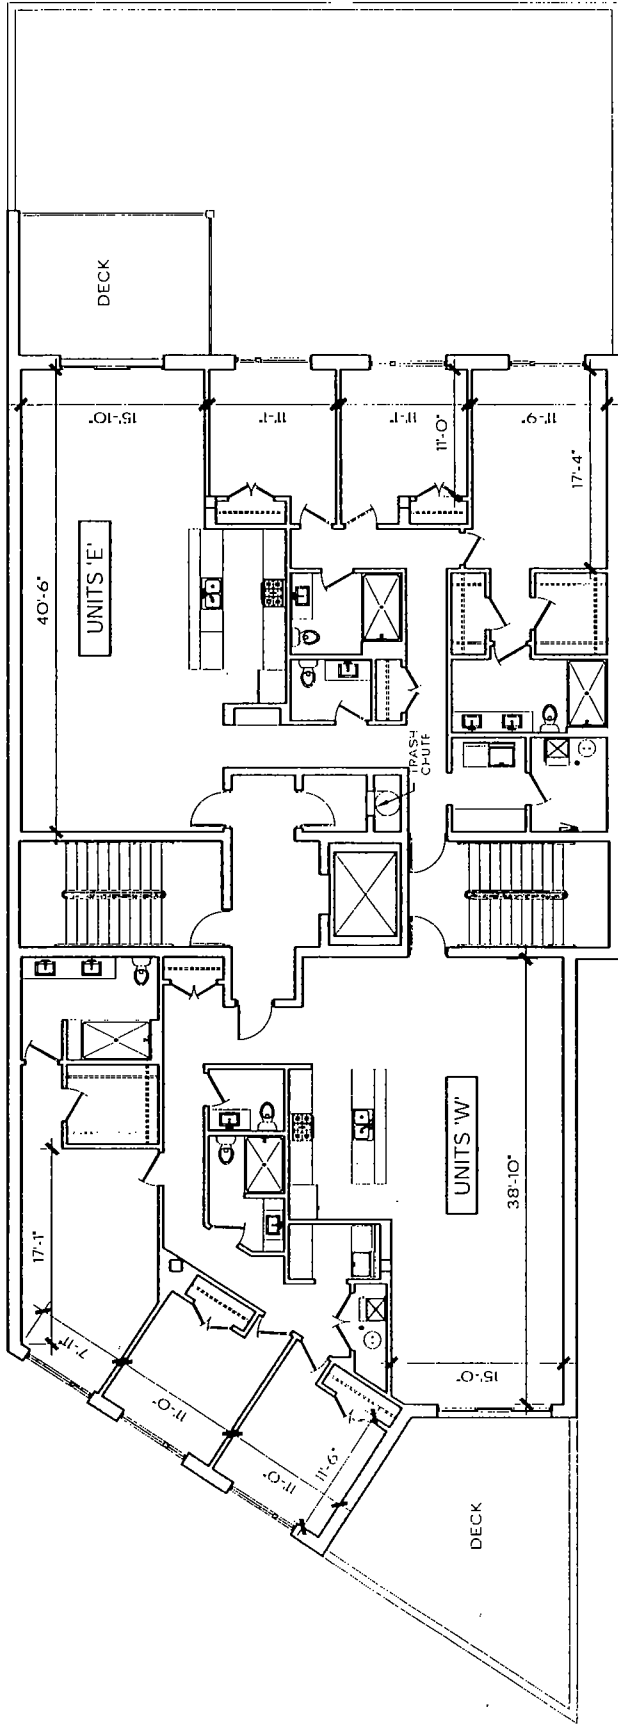 DECK
15'-10"
11'-1"
11'-1"
11'-0"
11'-9"
17'-4"
UNITS 'E'
40'-6"
TRASH
CHUTE
UNITS 'W'
38'-10"
17'-1"
7'-11"
11'-0"
11'-0"
11'-6"
15'-0"
DECK